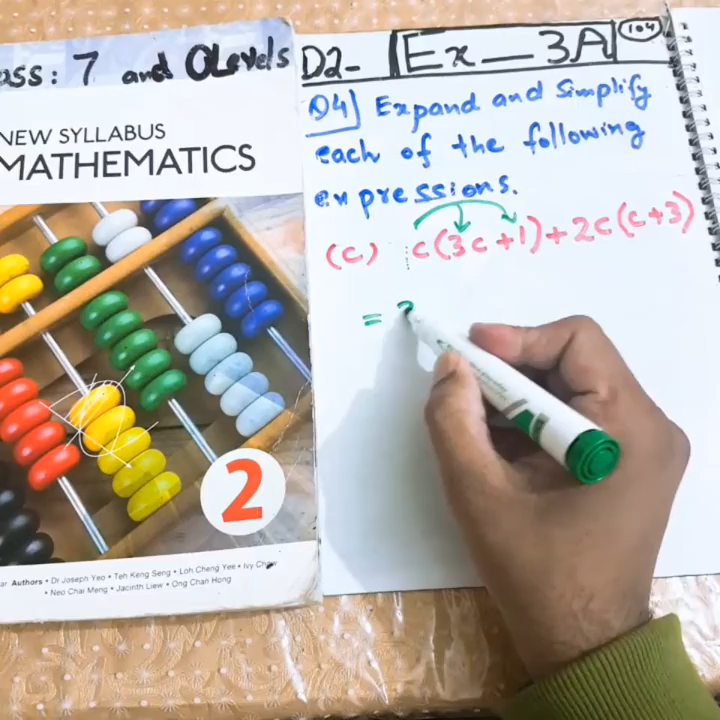 ass: 7 and OLevels
NEW SYLLABUS
MATHEMATICS
2
Authors • Dr Joseph Yeo • Teh Keng Seng • Loh Cheng Yee • Ivy
• Neo Chai Meng • Jacinth Liew • Ong Chan Hong
D2- Ex _ 3A 104
Q4] Expand and Simplify
each of the following
expressions.
(c) c(3c+1)+2c(c+3)
=